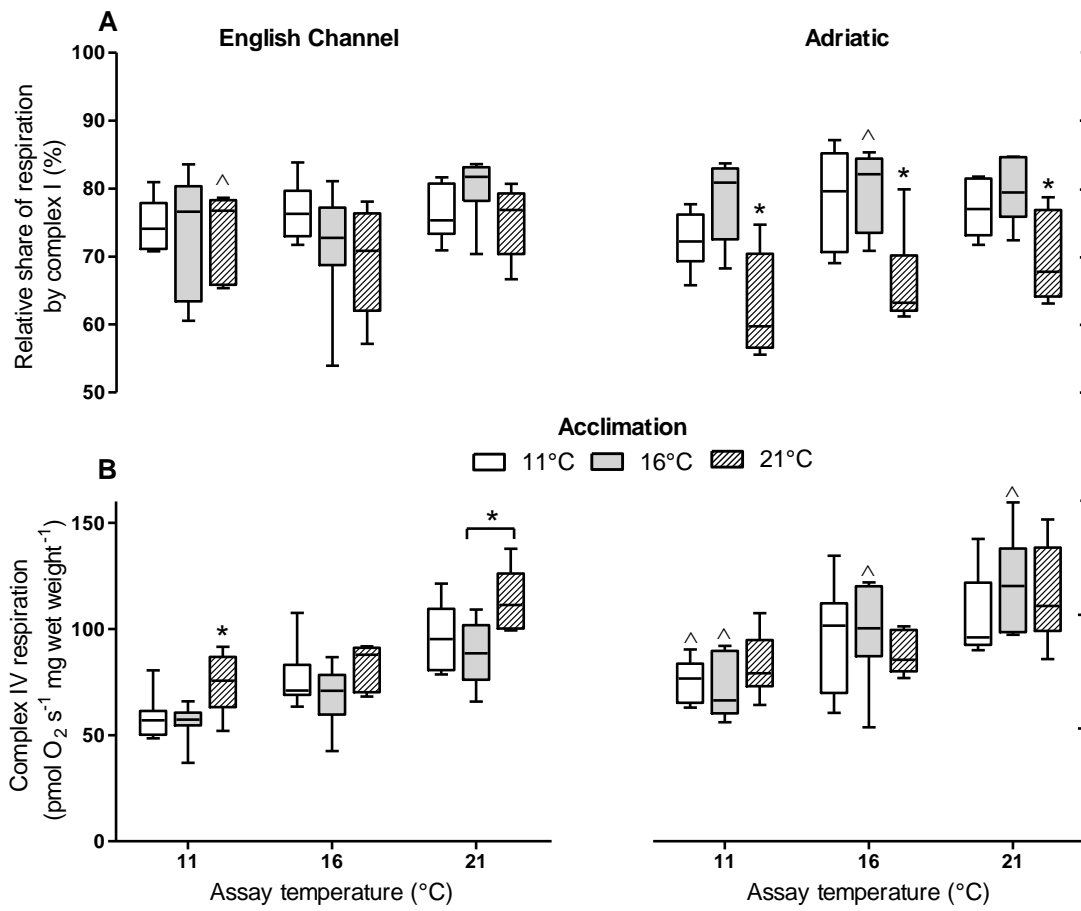 A
English Channel
Adriatic
Relative share of respiration
by complex I (%)
100
90
80
70
60
50
^
^
*
*
*
Acclimation
11°C
16°C
21°C
B
Complex IV respiration
(pmol O₂ s⁻¹ mg wet weight⁻¹)
150
100
50
0
*
*
^
^
^
^
11
16
21
11
16
21
Assay temperature (°C)
Assay temperature (°C)